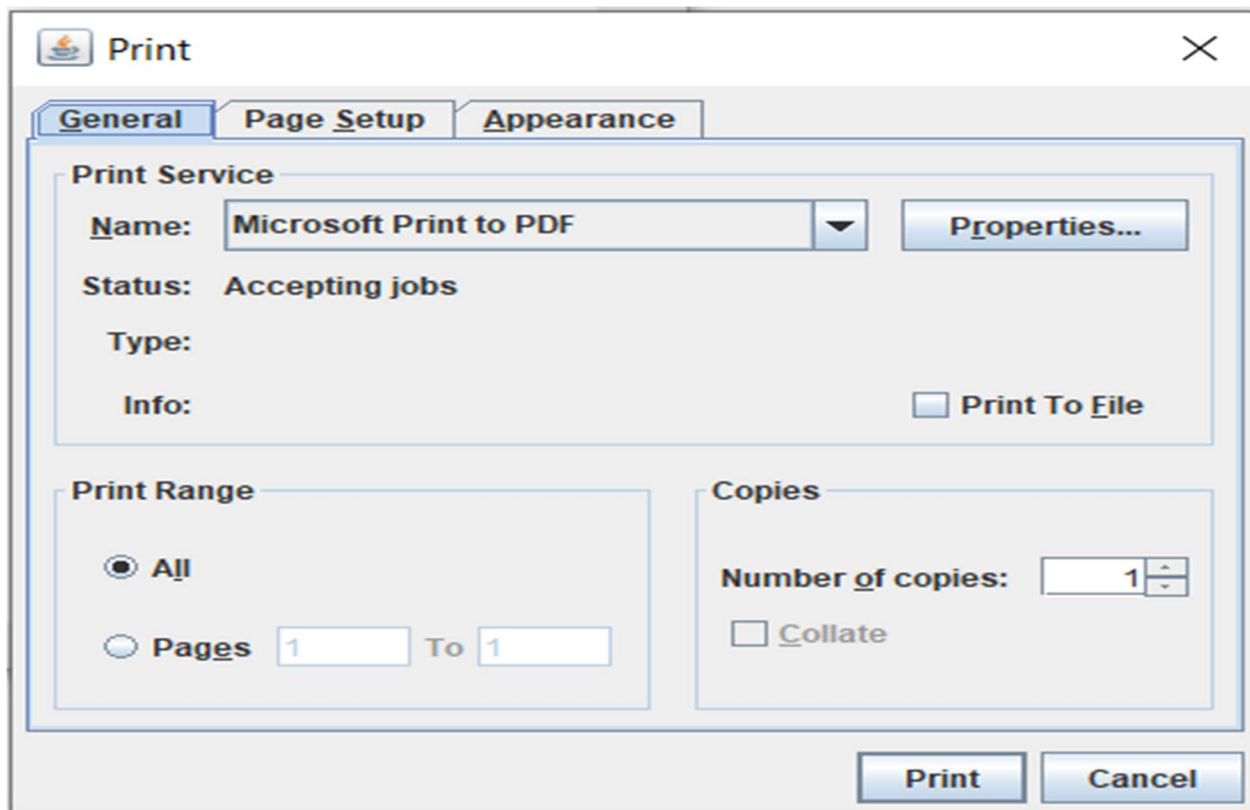 Print
General Page Setup Appearance
Print Service
Name: Microsoft Print to PDF Properties...
Status: Accepting jobs
Type:
Info: Print To File
Print Range Copies
All
Number of copies: 1
Pages 1 To 1
Collate
Print Cancel